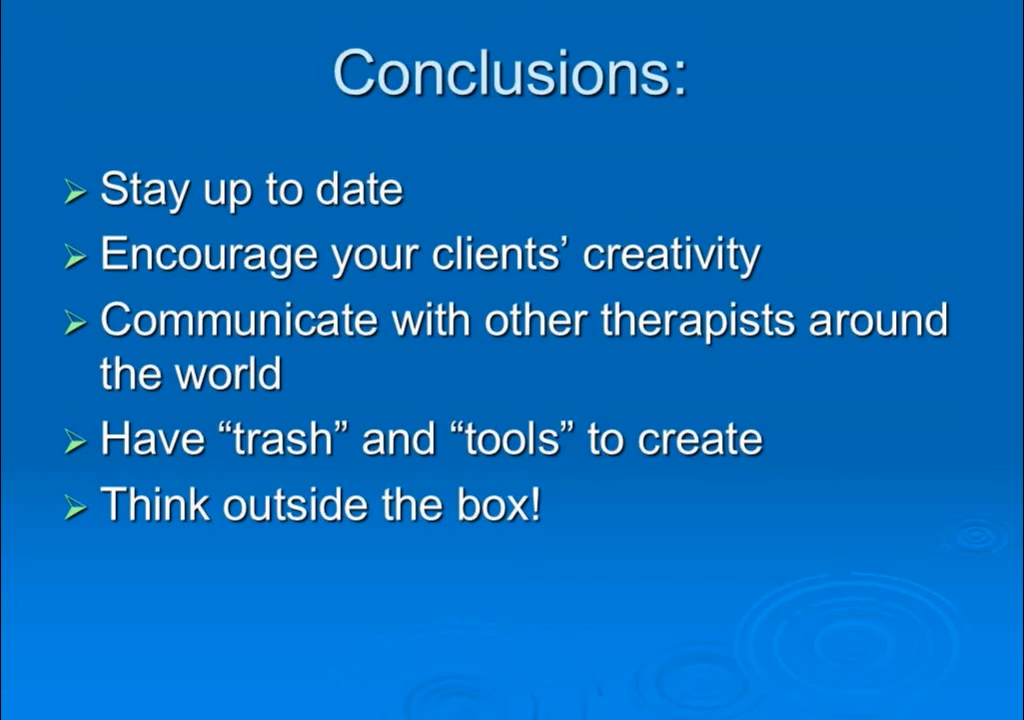 Conclusions:
Stay up to date
Encourage your clients’ creativity
Communicate with other therapists around
the world
Have “trash” and “tools” to create
Think outside the box!